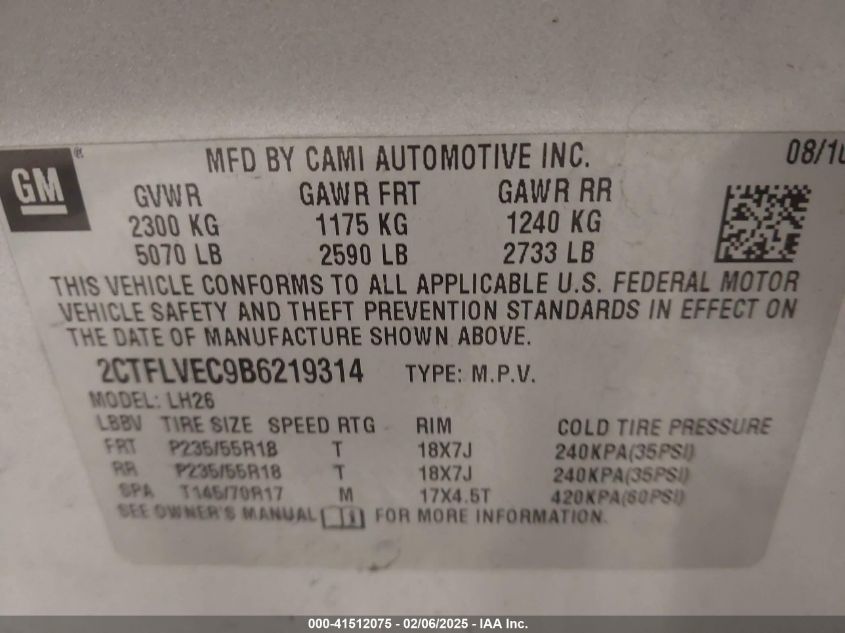 GM®
MFD BY CAMI AUTOMOTIVE INC. 08/10
GVWR GAWR FRT GAWR RR
2300 KG 1175 KG 1240 KG
5070 LB 2590 LB 2733 LB
THIS VEHICLE CONFORMS TO ALL APPLICABLE U.S. FEDERAL MOTOR
VEHICLE SAFETY AND THEFT PREVENTION STANDARDS IN EFFECT ON
THE DATE OF MANUFACTURE SHOWN ABOVE.
2CTFLVEC9B6219314 TYPE: M.P.V.
MODEL: LH26
LBBV TIRE SIZE SPEED RTG RIM COLD TIRE PRESSURE
FRT P235/55R18 T 18X7J 240KPA(35PSI)
RR P235/55R18 T 18X7J 240KPA(35PSI)
SPA T145/70R17 M 17X4.5T 420KPA(60PSI)
SEE OWNER'S MANUAL FOR MORE INFORMATION.
000-41512075 - 02/06/2025 - IAA Inc.